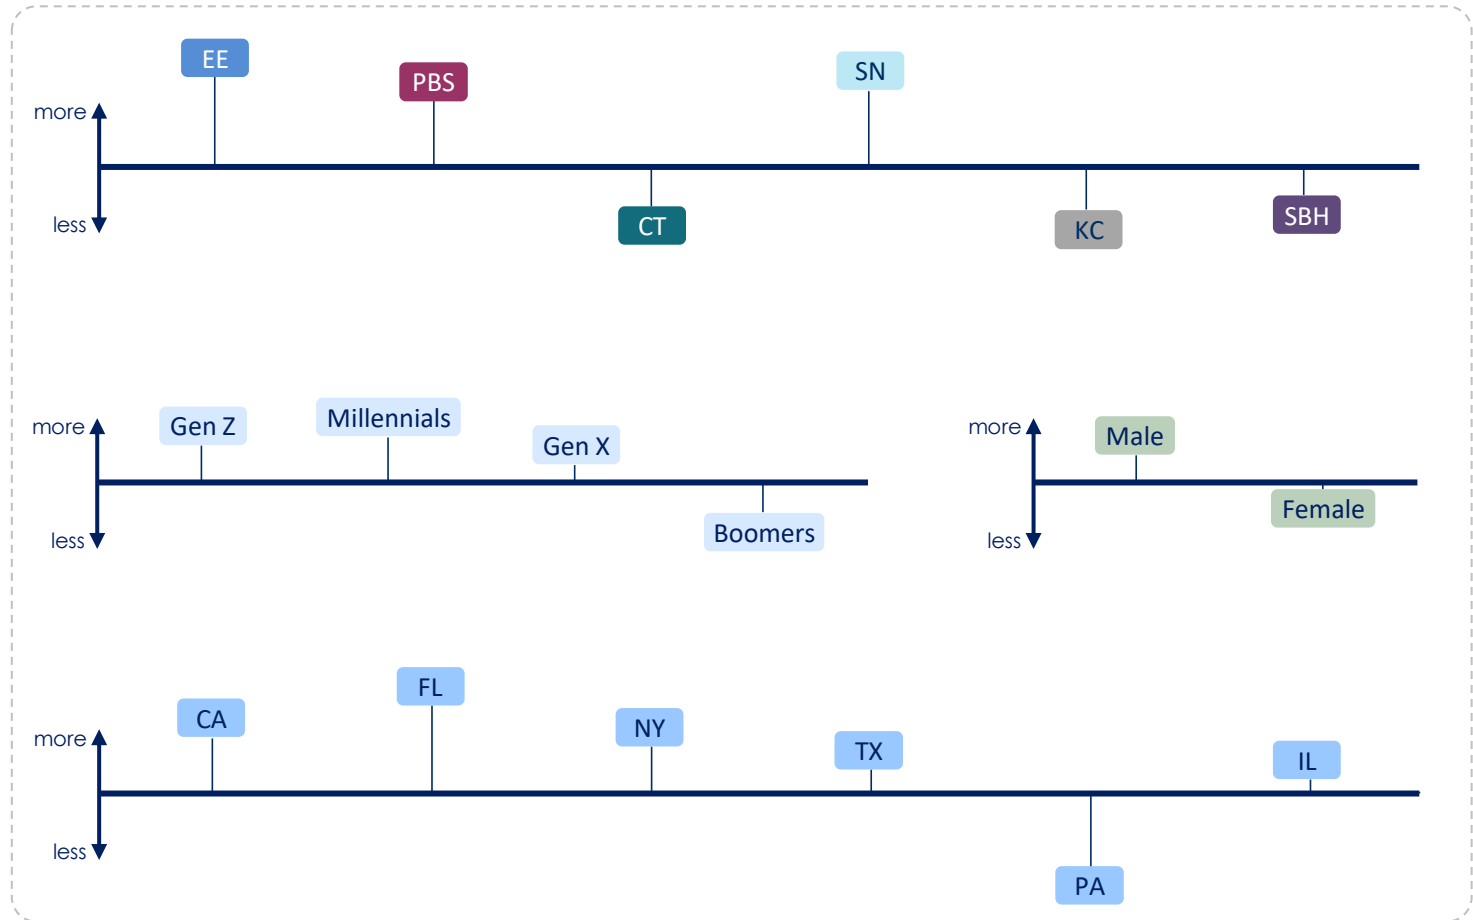 EE
PBS
SN
more
less
CT
KC
SBH
more
Gen Z
Millennials
Gen X
less
Boomers
more
Male
less
Female
more
CA
FL
NY
TX
IL
less
PA